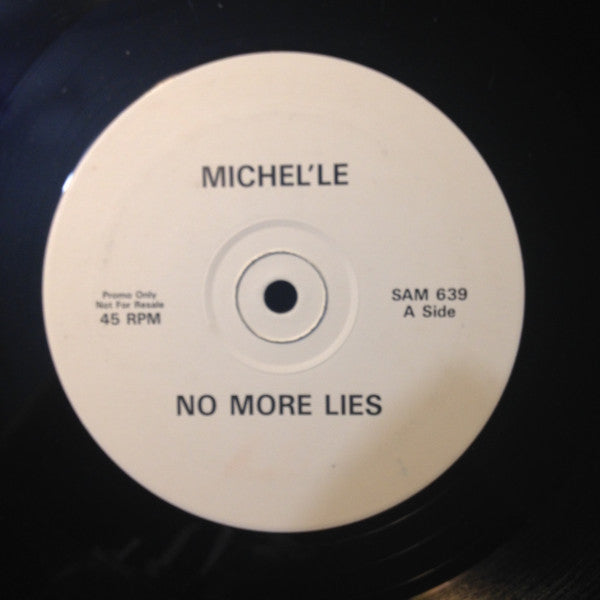 MICHEL'LE
Promo Only
Not For Resale
45 RPM
SAM 639
A Side
NO MORE LIES